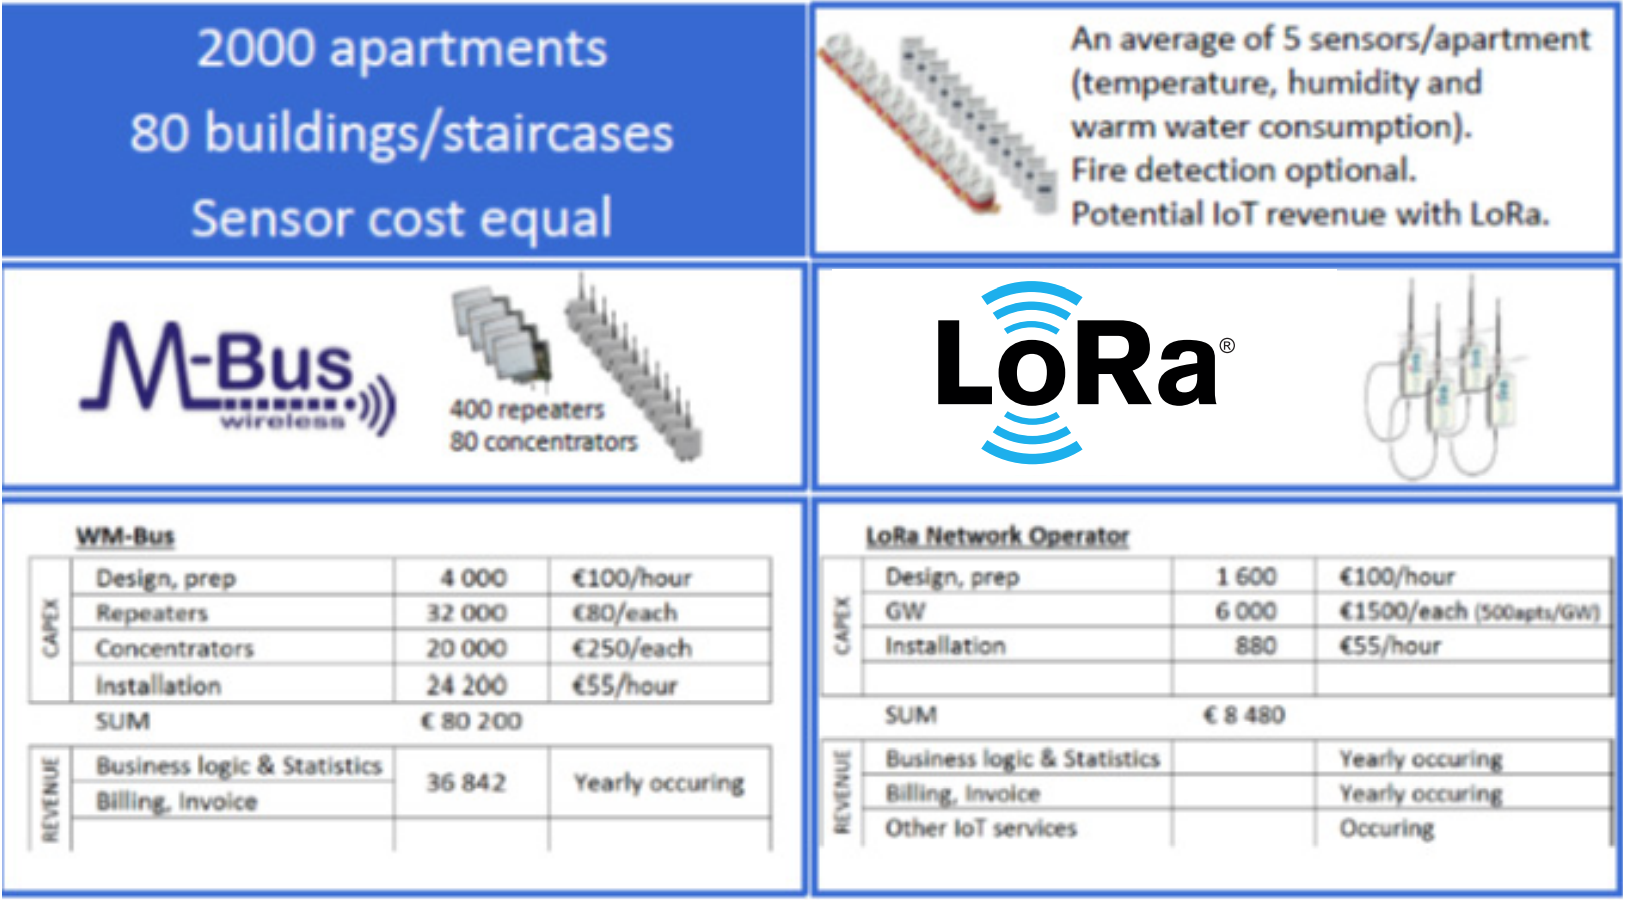 2000 apartments
80 buildings/staircases
Sensor cost equal
An average of 5 sensors/apartment
(temperature, humidity and
warm water consumption).
Fire detection optional.
Potential IoT revenue with LoRa.
M-Bus
wireless
400 repeaters
80 concentrators
LoRa®
WM-Bus
CAPEX
Design, prep 4 000 €100/hour
Repeaters 32 000 €80/each
Concentrators 20 000 €250/each
Installation 24 200 €55/hour
SUM € 80 200
REVENUE
Business logic & Statistics
36 842 Yearly occuring
Billing, Invoice
LoRa Network Operator
CAPEX
Design, prep 1 600 €100/hour
GW 6 000 €1500/each (500apts/GW)
Installation 880 €55/hour
SUM € 8 480
REVENUE
Business logic & Statistics Yearly occuring
Billing, Invoice Yearly occuring
Other IoT services Occuring